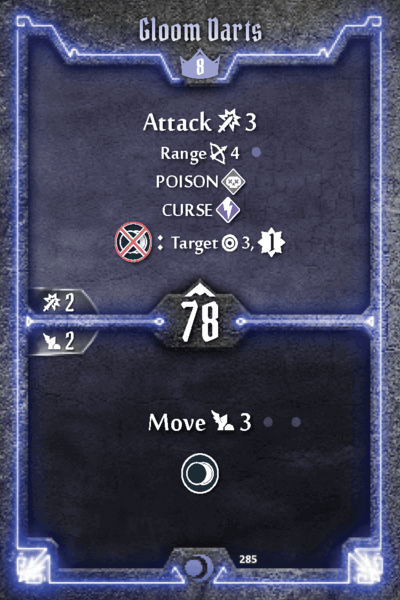 Gloom Darts
8
Attack 3
Range 4
POISON
CURSE
: Target 3, 1
2
78
2
Move 3
285